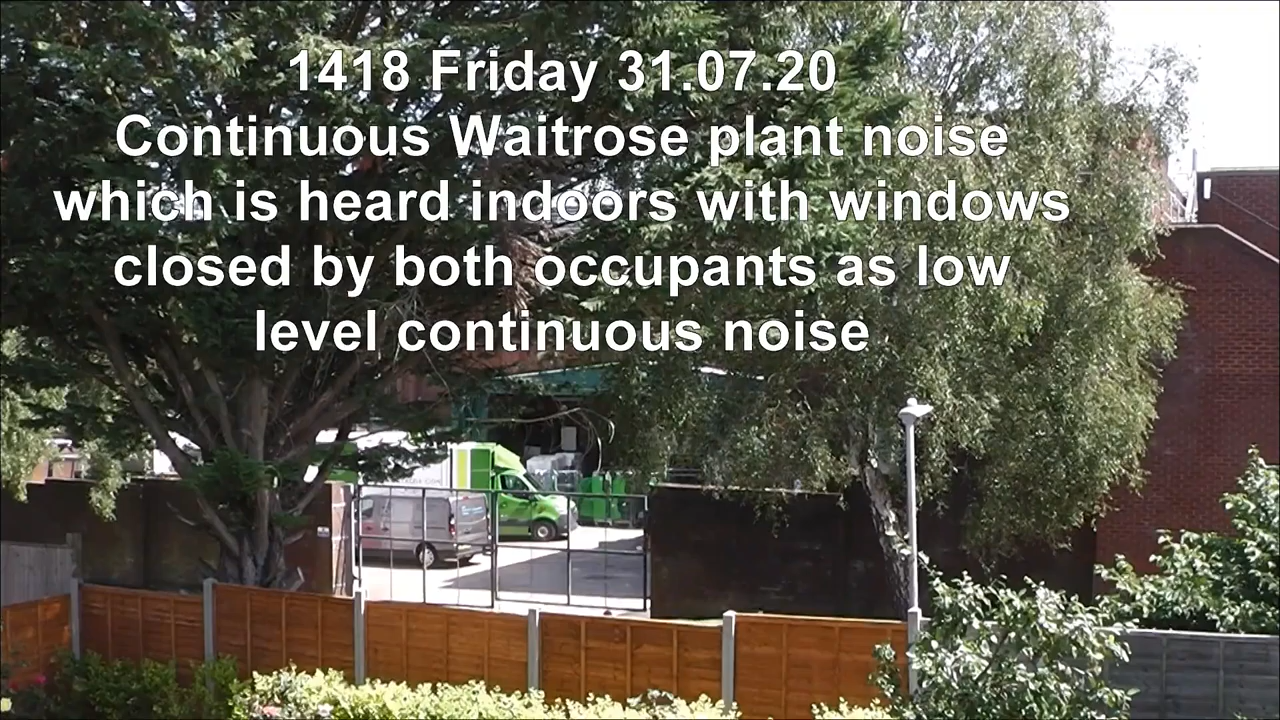 1418 Friday 31.07.20
Continuous Waitrose plant noise
which is heard indoors with windows
closed by both occupants as low
level continuous noise